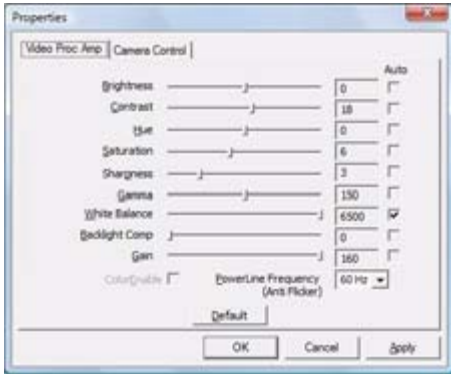 Properties
Video Proc Amp Camera Control
Auto
Brightness 0
Contrast 18
Hue 0
Saturation 6
Sharpness 3
Gamma 150
White Balance 6500
Backlight Comp 0
Gain 160
ColorEnable PowerLine Frequency 60 Hz
(Anti Flicker)
Default
OK Cancel Apply